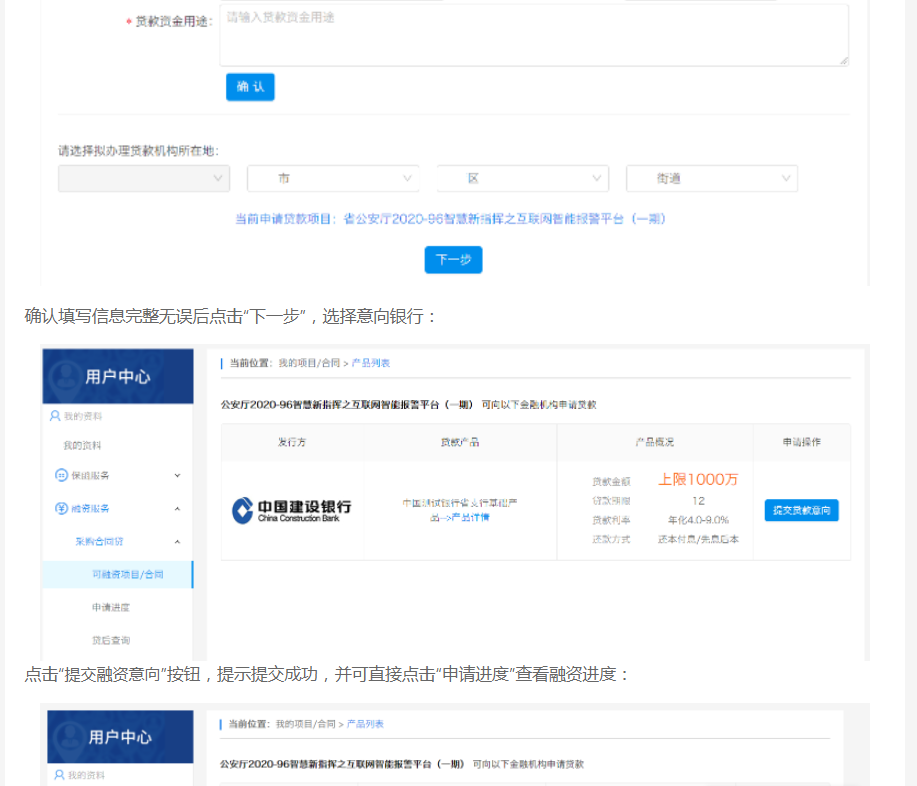 * 贷款资金用途:
请输入贷款资金用途
确 认
请选择拟办理贷款机构所在地:
市
区
街道
当前申请贷款项目: 省公安厅2020-96智慧新指挥之互联网智能报警平台（一期）
下一步
确认填写信息完整无误后点击“下一步”，选择意向银行：
用户中心
我的资料
我的资料
保函服务
融资服务
采购合同贷
可融资项目/合同
申请进度
贷后查询
当前位置: 我的项目/合同 > 产品列表
公安厅2020-96智慧新指挥之互联网智能报警平台（一期） 可向以下金融机构申请贷款
发行方
贷款产品
产品概况
申请操作
中国建设银行
China Construction Bank
中国测试银行省支行基础产
品-->产品详情
贷款金额 上限1000万
贷款期限 12
贷款利率 年化4.0-9.0%
还款方式 还本付息/先息后本
提交贷款意向
点击“提交融资意向”按钮，提示提交成功，并可直接点击“申请进度”查看融资进度：
用户中心
我的资料
当前位置: 我的项目/合同 > 产品列表
公安厅2020-96智慧新指挥之互联网智能报警平台（一期） 可向以下金融机构申请贷款